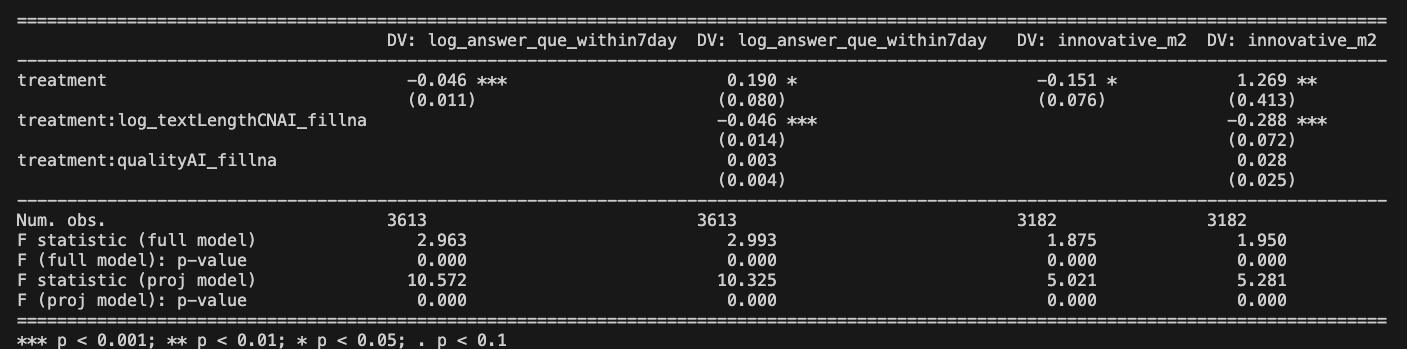 ===========================================================================================================================================
DV: log_answer_que_within7day DV: log_answer_que_within7day DV: innovative_m2 DV: innovative_m2
-------------------------------------------------------------------------------------------------------------------------------------------
treatment -0.046 *** 0.190 * -0.151 * 1.269 **
(0.011) (0.080) (0.076) (0.413)
treatment:log_textLengthCNAI_fillna -0.046 *** -0.288 ***
(0.014) (0.072)
treatment:qualityAI_fillna 0.003 0.028
(0.004) (0.025)
-------------------------------------------------------------------------------------------------------------------------------------------
Num. obs. 3613 3613 3182 3182
F statistic (full model) 2.963 2.993 1.875 1.950
F (full model): p-value 0.000 0.000 0.000 0.000
F statistic (proj model) 10.572 10.325 5.021 5.281
F (proj model): p-value 0.000 0.000 0.000 0.000
===========================================================================================================================================
*** p < 0.001; ** p < 0.01; * p < 0.05; . p < 0.1